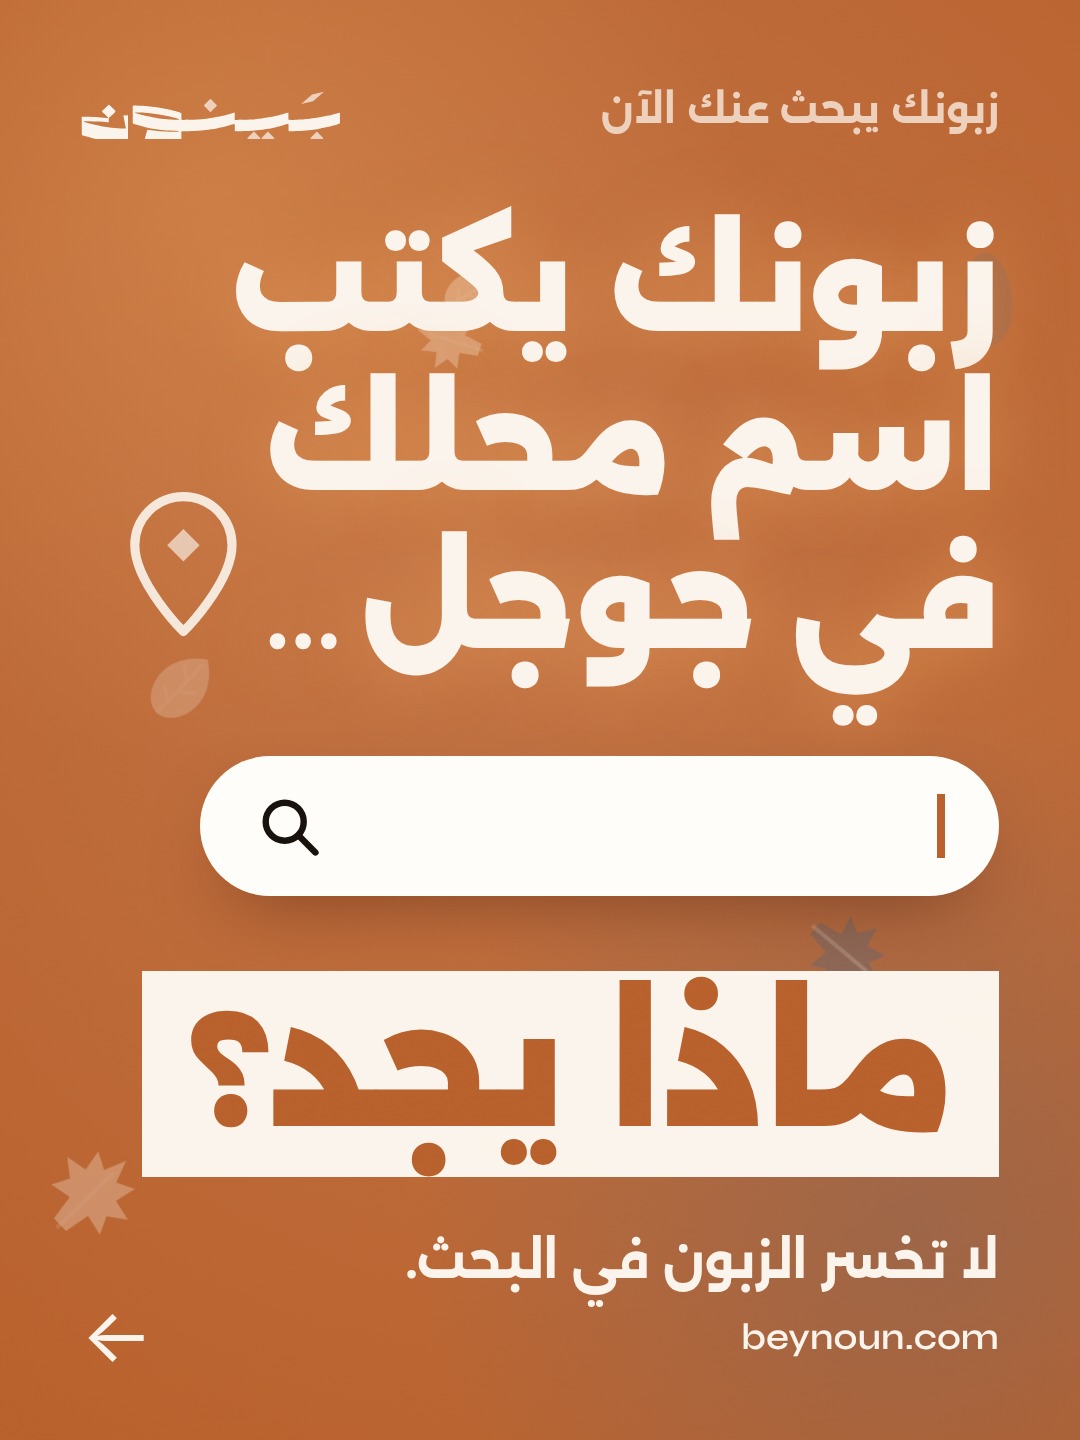 زبونك يبحث عنك الآن
زبونك يكتب
اسم محلك
في جوجل...
ماذا يجد؟
لا تخسر الزبون في البحث.
beynoun.com